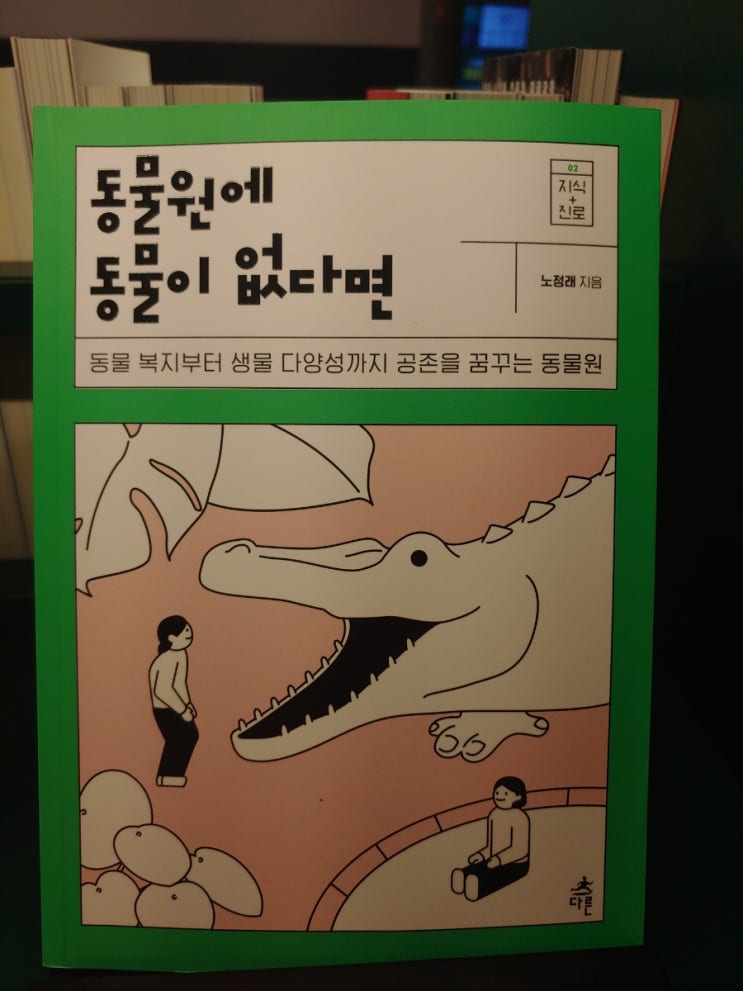 동물원에
동물이 없다면
02
지식
+
진로
노정래 지음
동물 복지부터 생물 다양성까지 공존을 꿈꾸는 동물원
다른